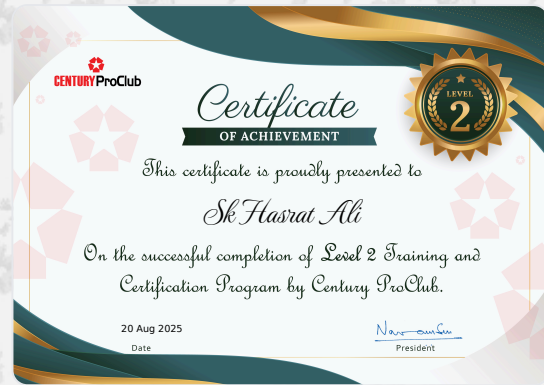 CENTURY ProClub
LEVEL
2
Certificate
OF ACHIEVEMENT
This certificate is proudly presented to
Sk Hasrat Ali
On the successful completion of Level 2 Training and
Certification Program by Century ProClub.
20 Aug 2025
Date
President